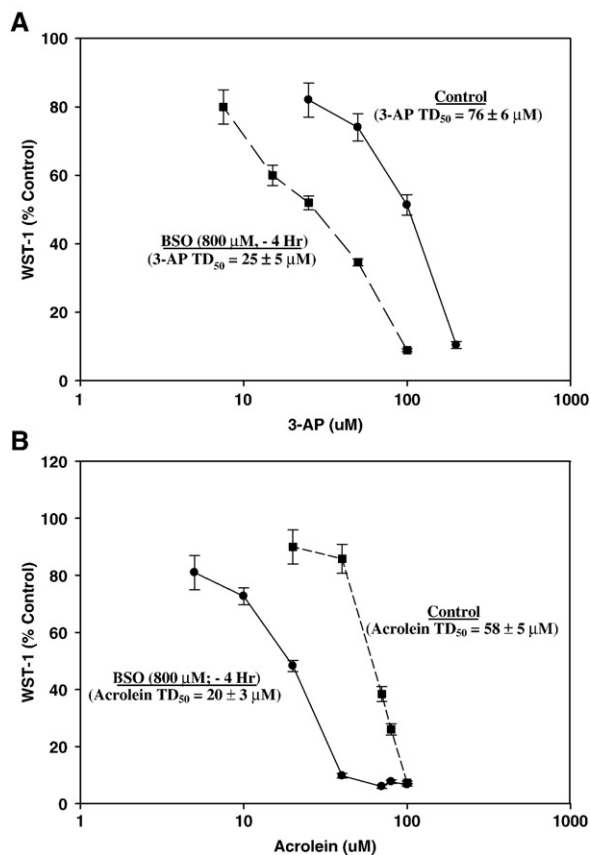 A
100
80
60
40
20
0
WST-1 (% Control)
Control
(3-AP TD₅₀ = 76 ± 6 μM)
BSO (800 μM, - 4 Hr)
(3-AP TD₅₀ = 25 ± 5 μM)
1 10 100 1000
3-AP (uM)
B
120
100
80
60
40
20
0
WST-1 (% Control)
Control
(Acrolein TD₅₀ = 58 ± 5 μM)
BSO (800 μM; - 4 Hr)
(Acrolein TD₅₀ = 20 ± 3 μM)
1 10 100 1000
Acrolein (uM)